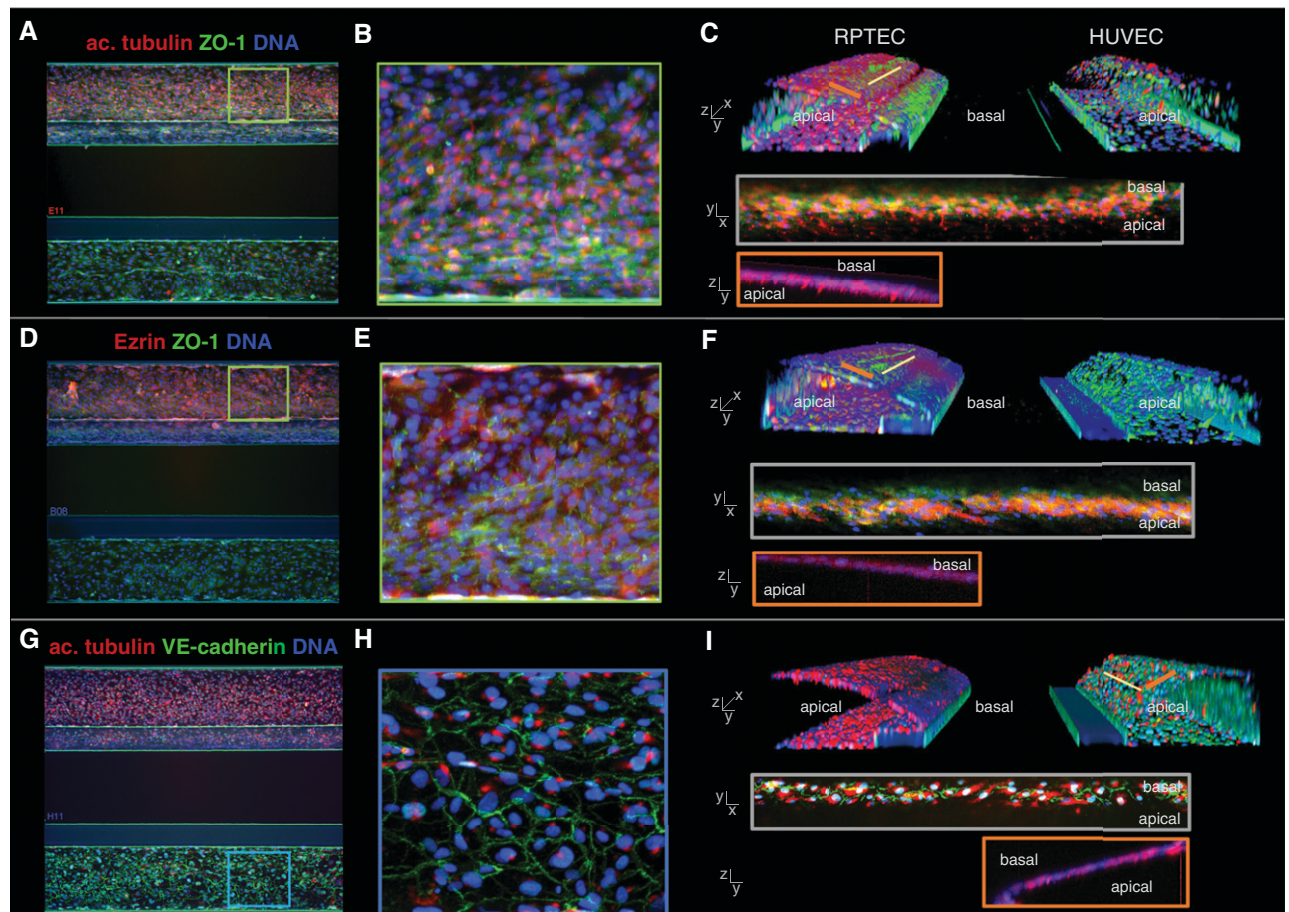 A
ac. tubulin ZO-1 DNA
E11
B
C
RPTEC
HUVEC
z x
y
apical
basal
apical
y
x
basal
apical
z
y
basal
apical
D
Ezrin ZO-1 DNA
B08
E
F
z x
y
apical
basal
apical
y
x
basal
apical
z
y
basal
apical
G
ac. tubulin VE-cadherin DNA
H11
H
I
z x
y
apical
basal
apical
y
x
basal
apical
z
y
basal
apical